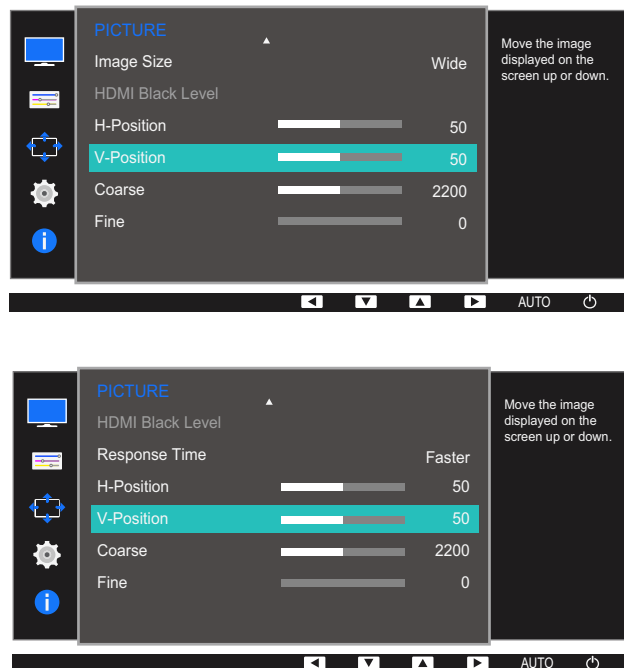 PICTURE
Image Size Wide
HDMI Black Level
H-Position 50
V-Position 50
Coarse 2200
Fine 0
Move the image
displayed on the
screen up or down.
AUTO
PICTURE
HDMI Black Level
Response Time Faster
H-Position 50
V-Position 50
Coarse 2200
Fine 0
Move the image
displayed on the
screen up or down.
AUTO